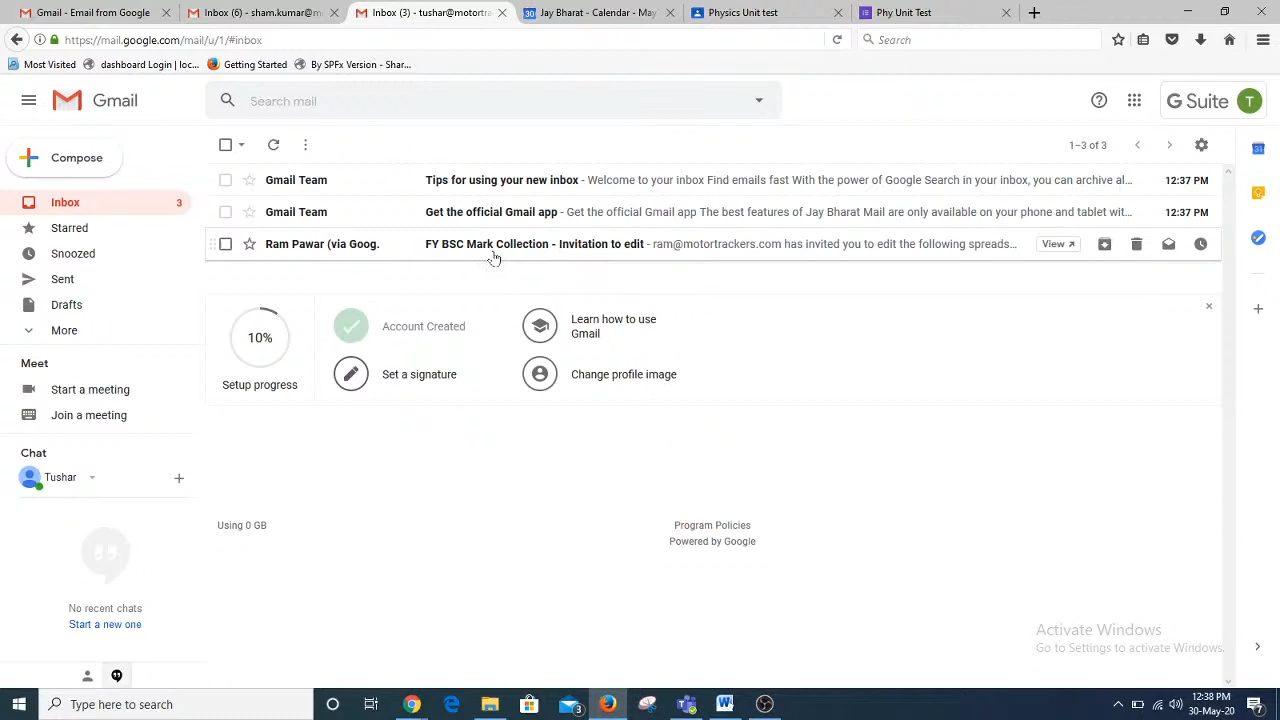 Gmail - Email from Google
Inbox (6) - sham.kumar@m
Inbox (3) - tushar@motortra
Jay Bharat - Calendar - May
Physics Unit test
Phy Unit Test
https://mail.google.com/mail/u/1/#inbox
Search
Most Visited
dashboard Login | loc...
Getting Started
By SPFx Version - Shar...
Gmail
Search mail
G Suite
T
Compose
1–3 of 3
Gmail Team
Tips for using your new inbox - Welcome to your inbox Find emails fast With the power of Google Search in your inbox, you can archive al...
12:37 PM
Inbox
3
Gmail Team
Get the official Gmail app - Get the official Gmail app The best features of Jay Bharat Mail are only available on your phone and tablet wit...
12:37 PM
Starred
Ram Pawar (via Goog.
FY BSC Mark Collection - Invitation to edit - ram@motortrackers.com has invited you to edit the following spreads...
View
Snoozed
Sent
Drafts
More
10%
Setup progress
Account Created
Set a signature
Learn how to use
Gmail
Change profile image
Meet
Start a meeting
Join a meeting
Chat
Tushar
Using 0 GB
Program Policies
Powered by Google
No recent chats
Start a new one
Activate Windows
Go to Settings to activate Windows.
Type here to search
3
12:38 PM
30-May-20
7
31
30